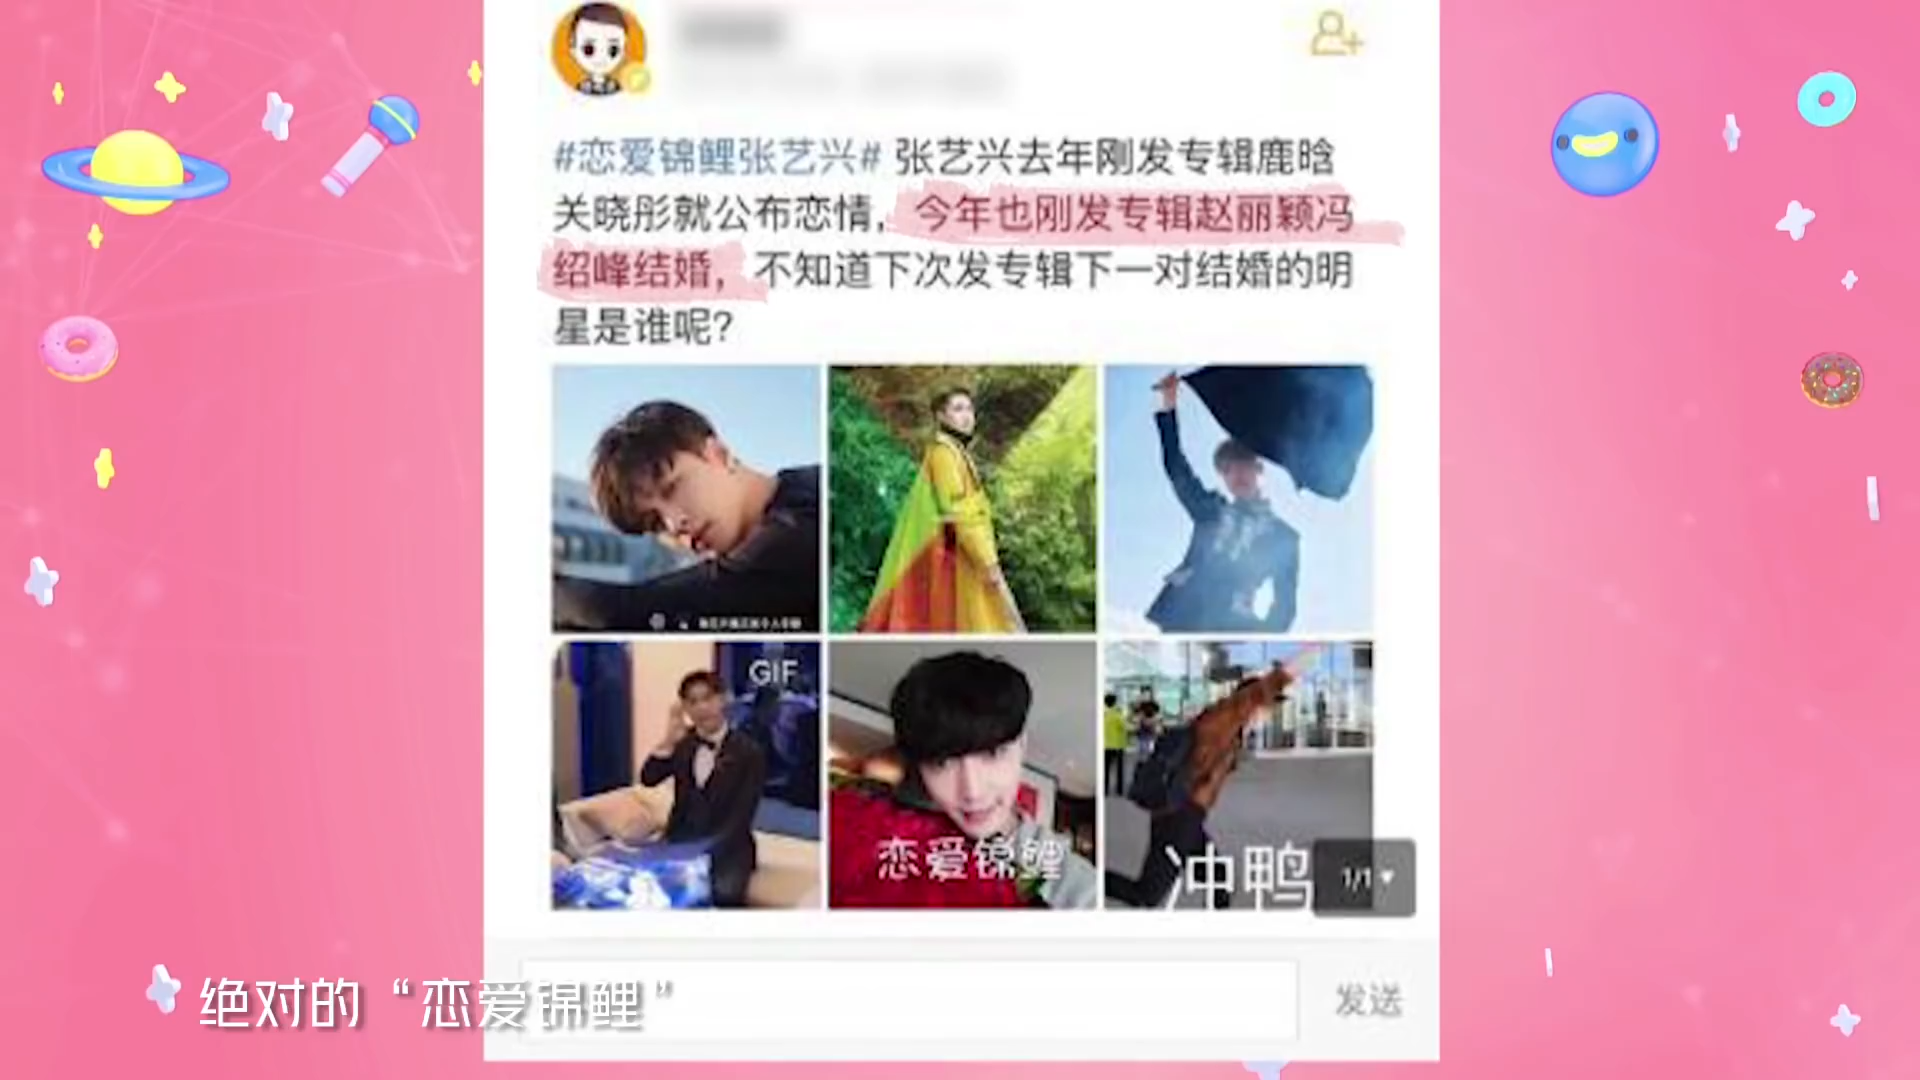 #恋爱锦鲤张艺兴# 张艺兴去年刚发专辑鹿晗
关晓彤就公布恋情，今年也刚发专辑赵丽颖冯
绍峰结婚，不知道下次发专辑下一对结婚的明
星是谁呢？
GIF
恋爱锦鲤
冲鸭
1/1
发送
绝对的“恋爱锦鲤”